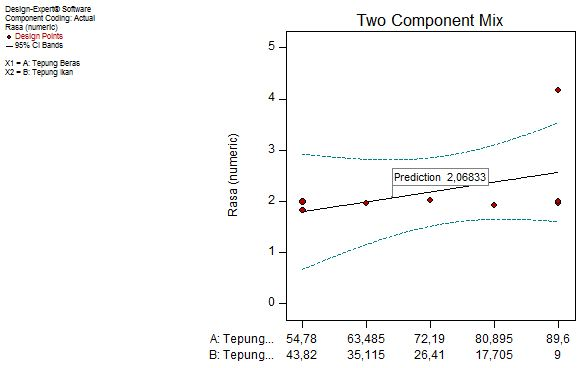 Design-Expert® Software
Component Coding: Actual
Rasa (numeric)
Design Points
95% CI Bands
X1 = A: Tepung Beras
X2 = B: Tepung Ikan
Two Component Mix
Rasa (numeric)
5
4
3
2
1
0
Prediction 2,06833
A: Tepung... 54,78 63,485 72,19 80,895 89,6
B: Tepung... 43,82 35,115 26,41 17,705 9